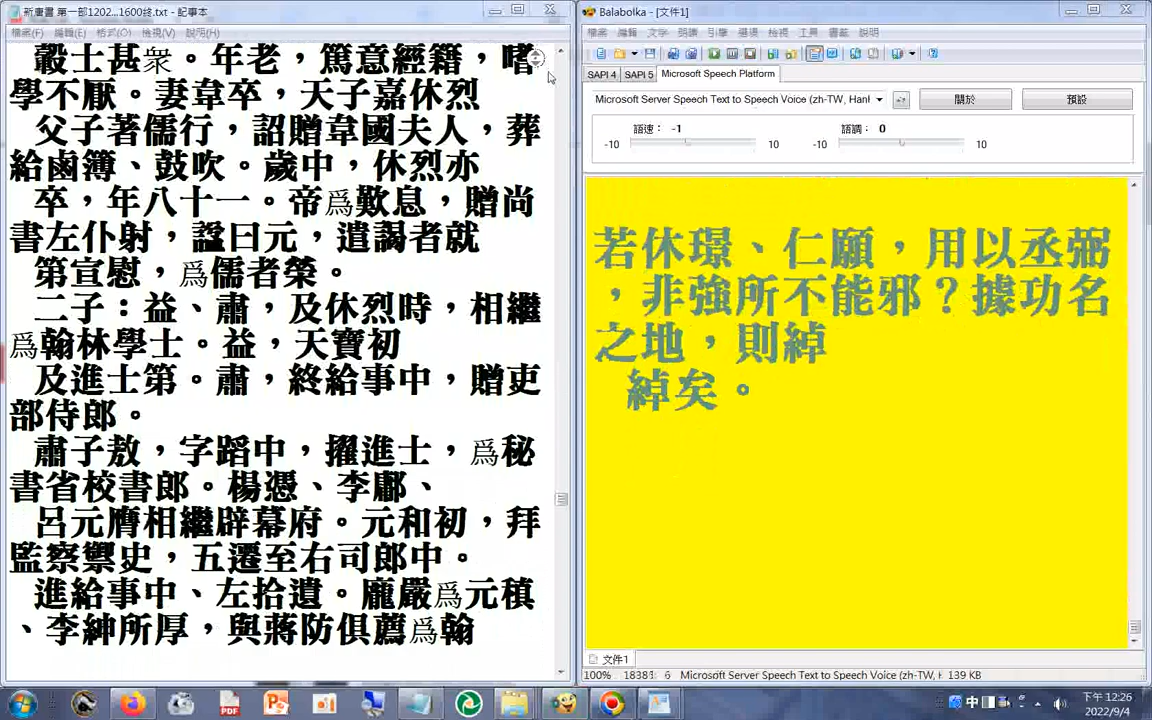 新唐書 第一部1202...1600终.txt - 記事本
檔案(F) 編輯(E) 格式(O) 檢視(V) 說明(H)
轂士甚衆。年老，篤意經籍，嗜
學不厭。妻韋卒，天子嘉休烈
父子著儒行，詔贈韋國夫人，葬
給鹵簿、鼓吹。歲中，休烈亦
卒，年八十一。帝爲歎息，贈尚
書左仆射，諡曰元，遣謁者就
第宣慰，爲儒者榮。
二子：益、肅，及休烈時，相繼
爲翰林學士。益，天寶初
及進士第。肅，終給事中，贈吏
部侍郎。
肅子敖，字蹈中，擢進士，爲秘
書省校書郎。楊憑、李鄘、
呂元膺相繼辟幕府。元和初，拜
監察禦史，五遷至右司郎中。
進給事中、左拾遺。龐嚴爲元稹
、李紳所厚，與蔣防俱薦爲翰
Balabolka - [文件1]
檔案 編輯 文字 朗讀 引擎 選項 檢視 工具 書籤 說明
SAPI 4 SAPI 5 Microsoft Speech Platform
Microsoft Server Speech Text to Speech Voice (zh-TW, Hanl
關於 預設
語速： -1 語調： 0
-10 10 -10 10
若休璟、仁願，用以丞弼
，非強所不能邪？據功名
之地，則綽
綽矣。
文件1
100% 6 Microsoft Server Speech Text to Speech Voice (zh-TW, H 139 KB
中
下午 12:26
2022/9/4